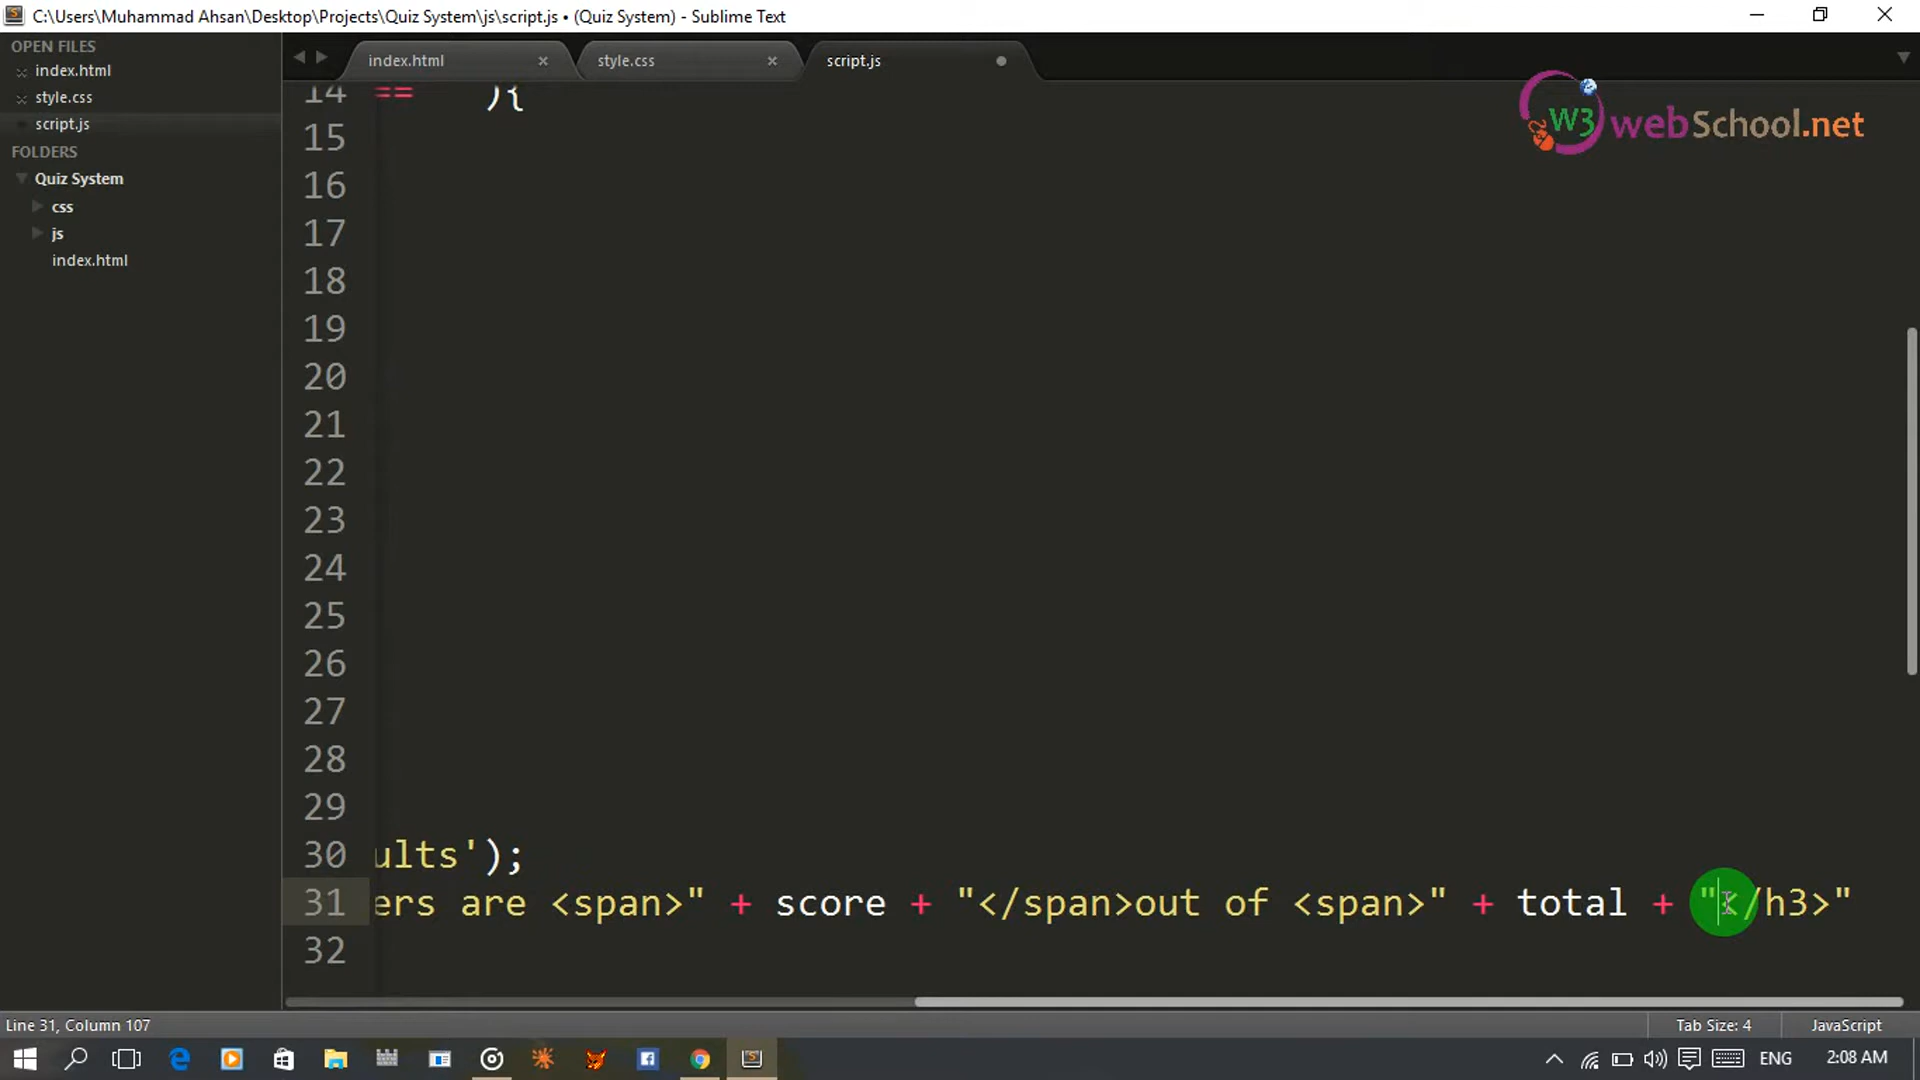 C:\Users\Muhammad Ahsan\Desktop\Projects\Quiz System\js\script.js • (Quiz System) - Sublime Text
OPEN FILES
index.html
style.css
script.js
FOLDERS
Quiz System
css
js
index.html
index.html
style.css
script.js
W3 webSchool.net
14 == ){
15
16
17
18
19
20
21
22
23
24
25
26
27
28
29
30 ults');
31 ers are <span>" + score + "</span>out of <span>" + total + "</h3>"
32
Line 31, Column 107
Tab Size: 4
JavaScript
ENG
2:08 AM